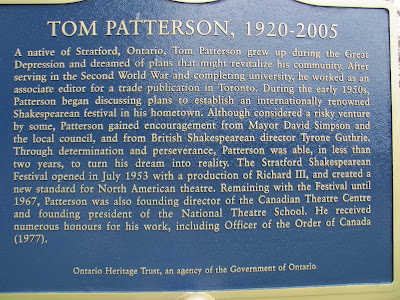 TOM PATTERSON, 1920-2005
A native of Stratford, Ontario, Tom Patterson grew up during the Great
Depression and dreamed of plans that might revitalize his community. After
serving in the Second World War and completing university, he worked as an
associate editor for a trade publication in Toronto. During the early 1950s,
Patterson began discussing plans to establish an internationally renowned
Shakespearean festival in his hometown. Although considered a risky venture
by some, Patterson gained encouragement from Mayor David Simpson and
the local council, and from British Shakespearean director Tyrone Guthrie.
Through determination and perseverance, Patterson was able, in less than
two years, to turn his dream into reality. The Stratford Shakespearean
Festival opened in July 1953 with a production of Richard III, and created a
new standard for North American theatre. Remaining with the Festival until
1967, Patterson was also founding director of the Canadian Theatre Centre
and founding president of the National Theatre School. He received
numerous honours for his work, including Officer of the Order of Canada
(1977).
Ontario Heritage Trust, an agency of the Government of Ontario